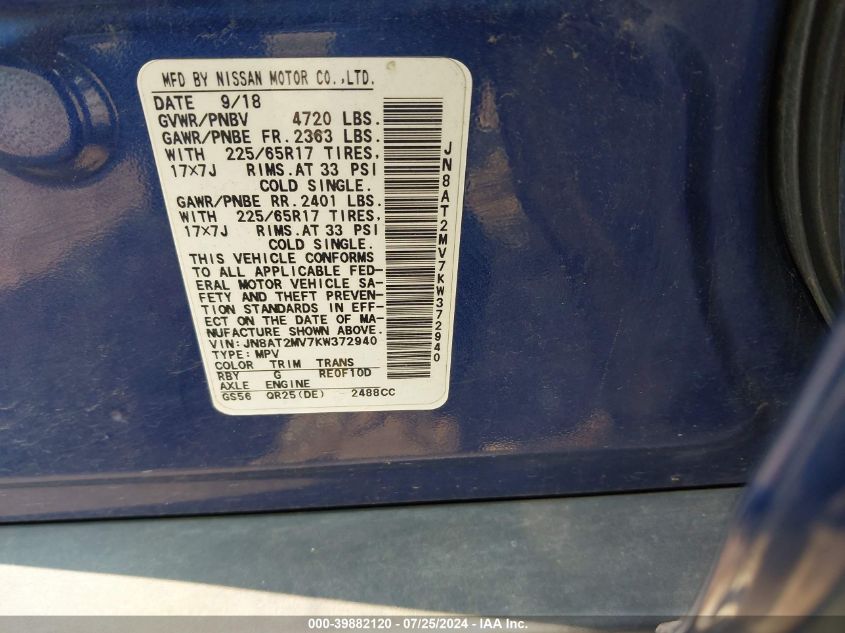 MFD BY NISSAN MOTOR CO.,LTD.
DATE 9/18
GVWR/PNBV 4720 LBS.
GAWR/PNBE FR. 2363 LBS.
WITH 225/65R17 TIRES,
17×7J RIMS.AT 33 PSI
COLD SINGLE.
GAWR/PNBE RR. 2401 LBS.
WITH 225/65R17 TIRES,
17×7J RIMS.AT 33 PSI
COLD SINGLE.
THIS VEHICLE CONFORMS
TO ALL APPLICABLE FED-
ERAL MOTOR VEHICLE SA-
FETY AND THEFT PREVEN-
TION STANDARDS IN EFF-
ECT ON THE DATE OF MA-
NUFACTURE SHOWN ABOVE.
VIN: JN8AT2MV7KW372940
TYPE: MPV
COLOR TRIM TRANS
RBY G RE0F10D
AXLE ENGINE
GS56 QR25(DE) 2488CC
JN8AT2MV7KW372940
000-39882120 - 07/25/2024 - IAA Inc.